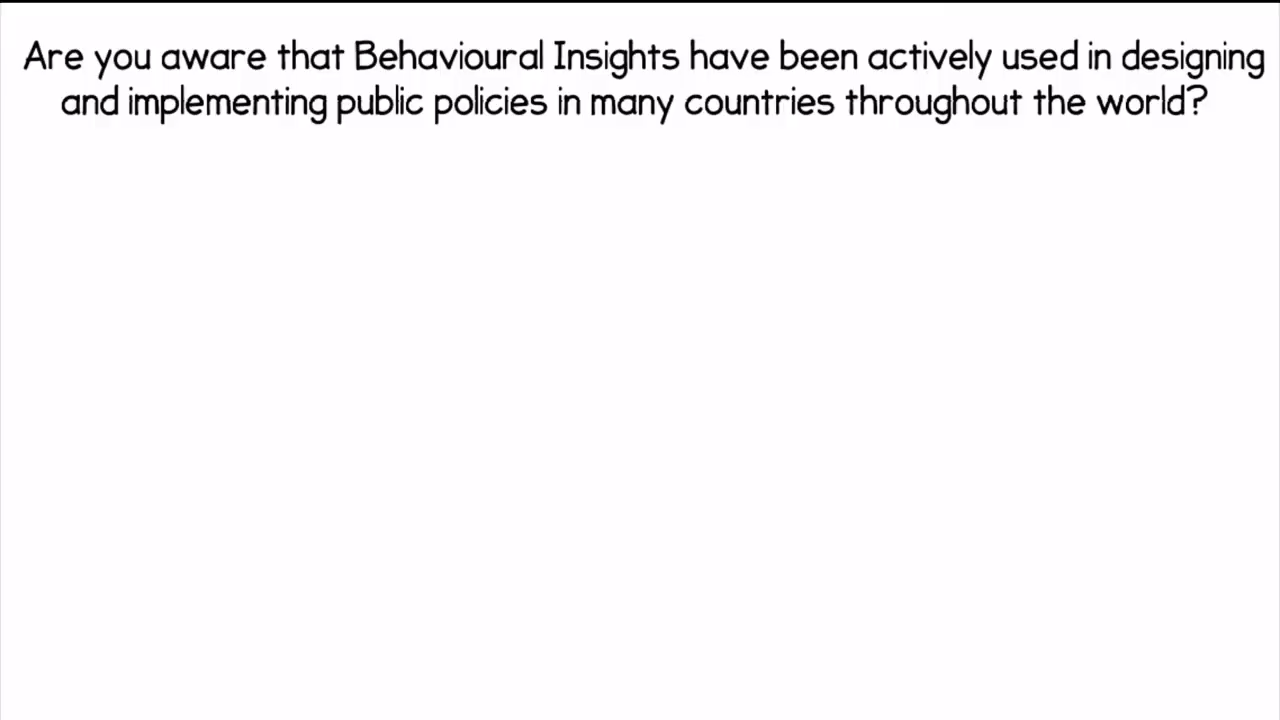 Are you aware that Behavioural Insights have been actively used in designing
and implementing public policies in many countries throughout the world?